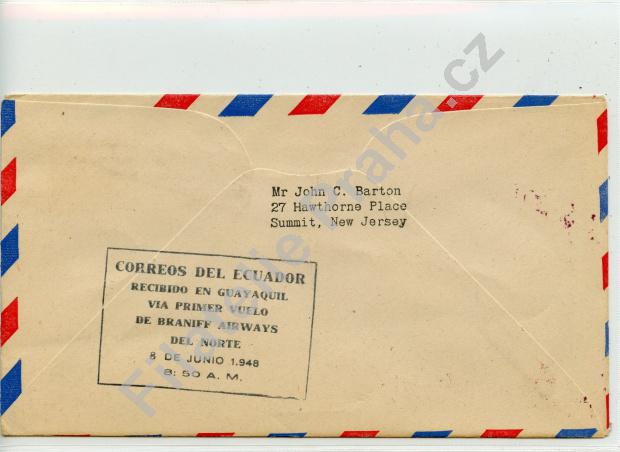 Mr John C. Barton
27 Hawthorne Place
Summit, New Jersey
CORREOS DEL ECUADOR
RECIBIDO EN GUAYAQUIL
VIA PRIMER VUELO
DE BRANIFF AIRWAYS
DEL NORTE
8 DE JUNIO 1.948
8:50 A. M.
Filatelie Praha.cz